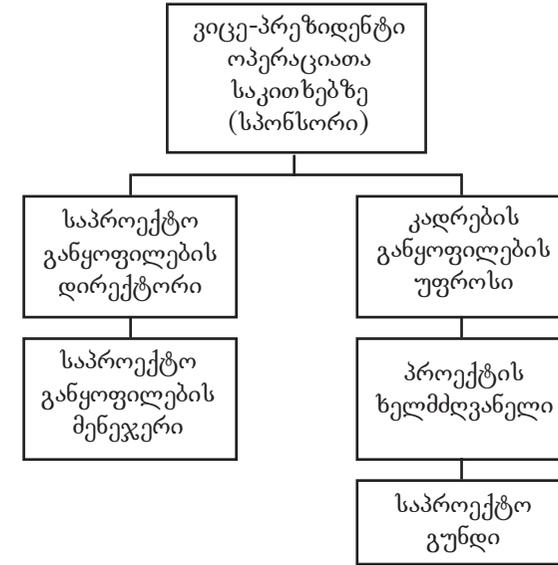 ვიცე-პრეზიდენტი
ოპერაციათა
საკითხებზე
(სპონსორი)
საპროექტო
განყოფილების
დირექტორი
კადრების
განყოფილების
უფროსი
საპროექტო
განყოფილების
მენეჯერი
პროექტის
ხელმძღვანელი
საპროექტო
გუნდი